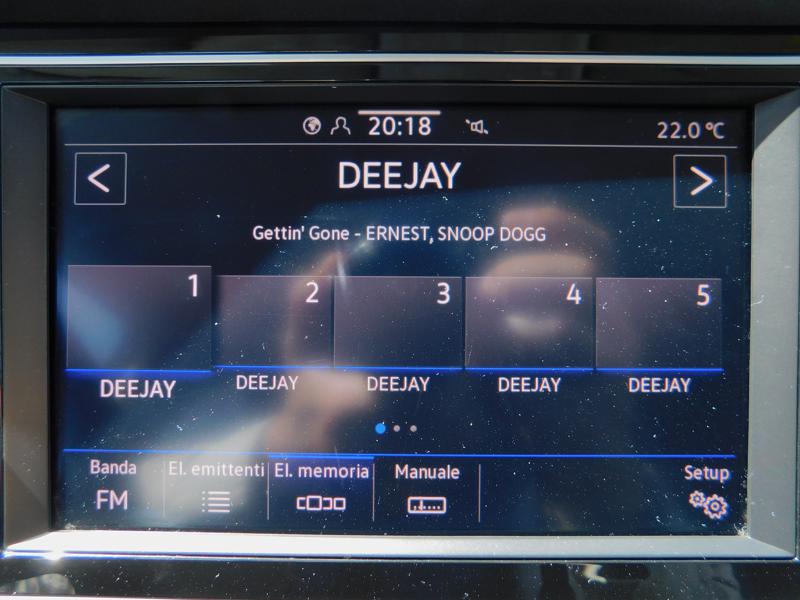 20:18 22.0 °C
< DEEJAY >
Gettin' Gone - ERNEST, SNOOP DOGG
1 2 3 4 5
DEEJAY DEEJAY DEEJAY DEEJAY DEEJAY
Banda El. emittenti El. memoria Manuale Setup
FM